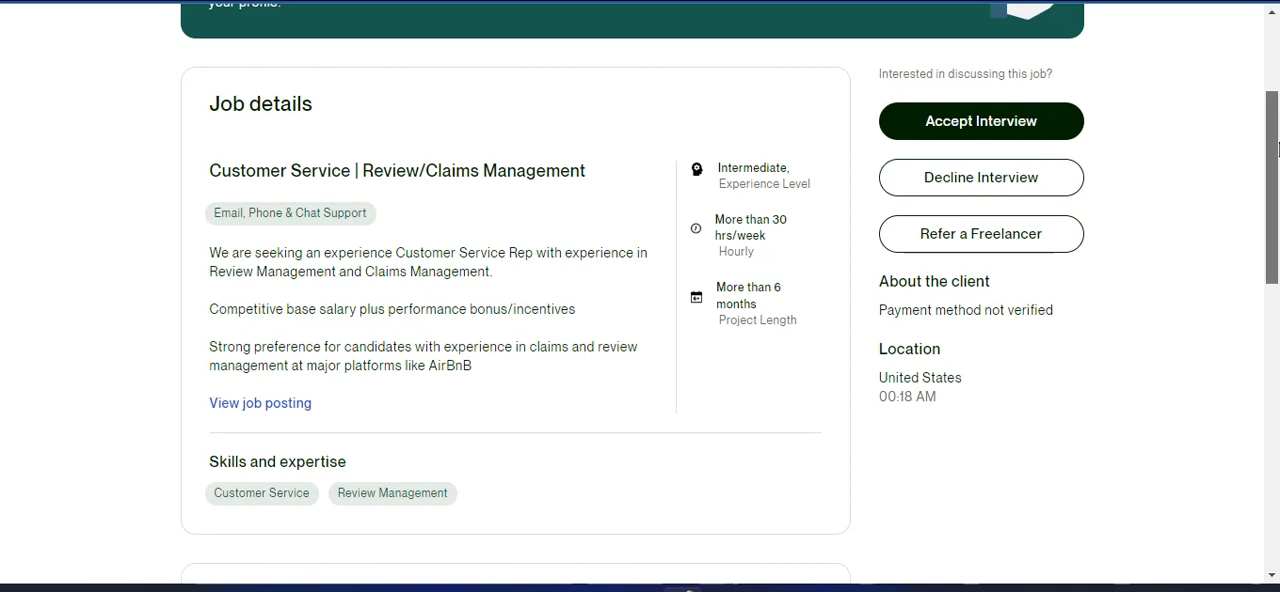 your profile.
Job details
Customer Service | Review/Claims Management
Email, Phone & Chat Support
We are seeking an experience Customer Service Rep with experience in
Review Management and Claims Management.
Competitive base salary plus performance bonus/incentives
Strong preference for candidates with experience in claims and review
management at major platforms like AirBnB
View job posting
Skills and expertise
Customer Service
Review Management
Intermediate,
Experience Level
More than 30
hrs/week
Hourly
More than 6
months
Project Length
Interested in discussing this job?
Accept Interview
Decline Interview
Refer a Freelancer
About the client
Payment method not verified
Location
United States
00:18 AM